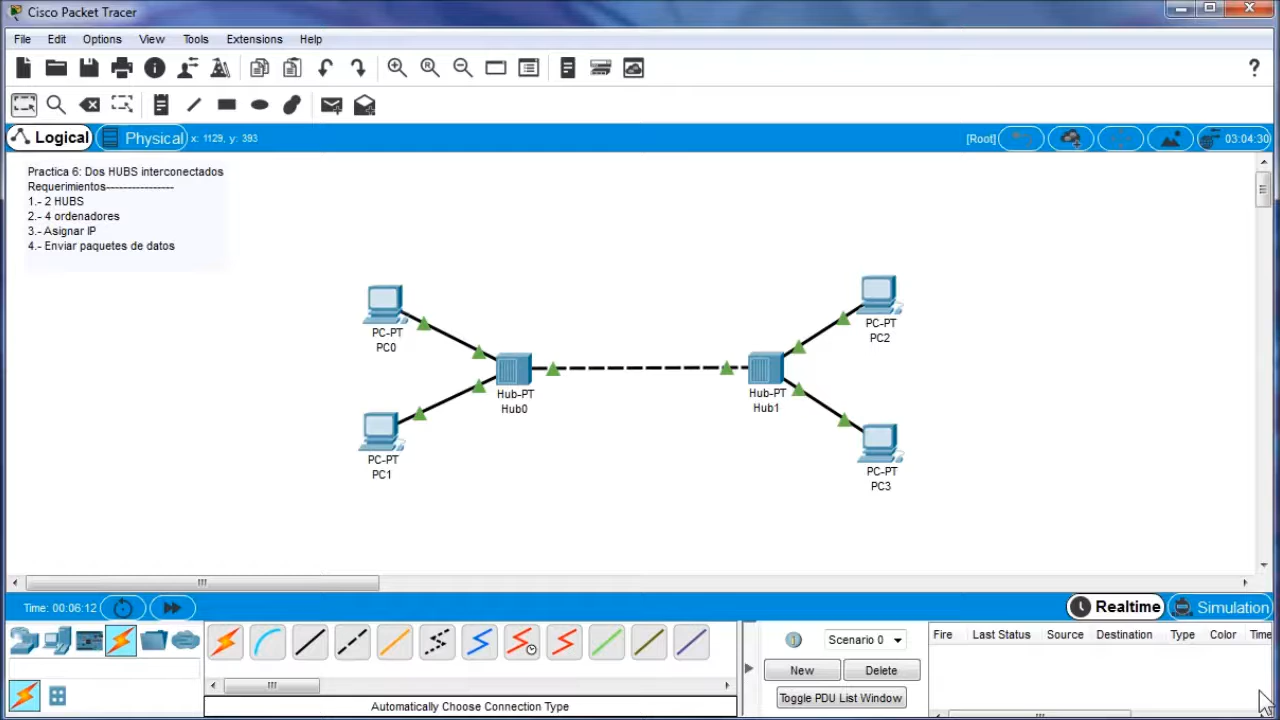 Cisco Packet Tracer
File Edit Options View Tools Extensions Help
Logical Physical x: 1129, y: 393 [Root] 03:04:30
Practica 6: Dos HUBS interconectados
Requerimientos----------------
1.- 2 HUBS
2.- 4 ordenadores
3.- Asignar IP
4.- Enviar paquetes de datos
PC-PT
PC0
PC-PT
PC2
Hub-PT
Hub0
Hub-PT
Hub1
PC-PT
PC1
PC-PT
PC3
Time: 00:06:12 Realtime Simulation
Scenario 0
Fire Last Status Source Destination Type Color Time
New Delete
Toggle PDU List Window
Automatically Choose Connection Type